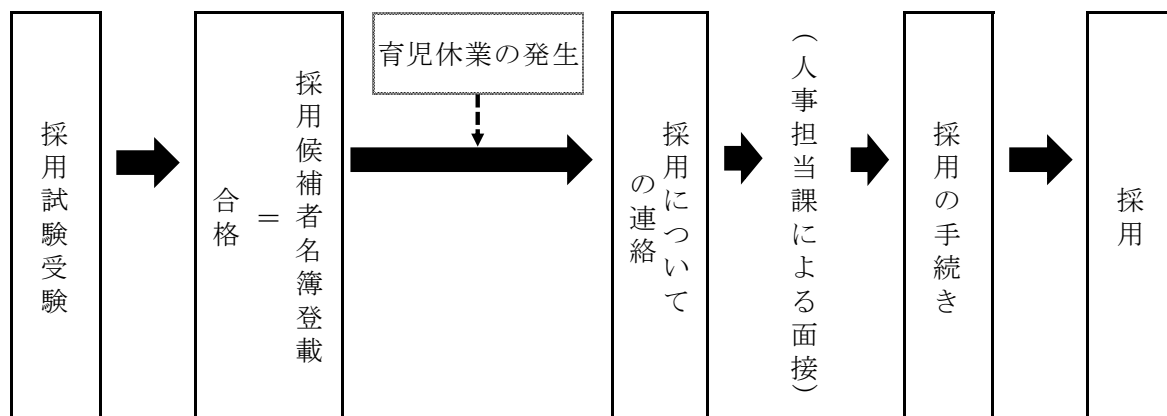 採用試験受験
採用候補者名簿登載
＝
合格
育児休業の発生
採用について
の連絡
（人事担当課による面接）
採用の手続き
採用